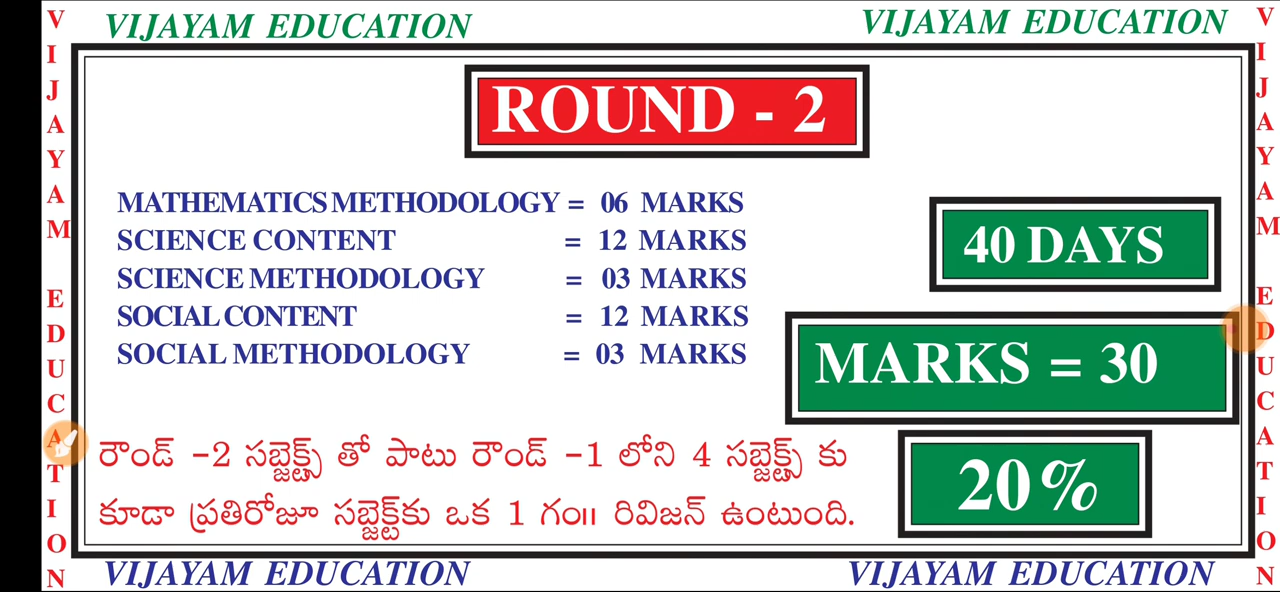 VIJAYAM EDUCATION
VIJAYAM EDUCATION
VIJAYAM EDUCATION
VIJAYAM EDUCATION
ROUND - 2
MATHEMATICS METHODOLOGY = 06 MARKS
SCIENCE CONTENT = 12 MARKS
SCIENCE METHODOLOGY = 03 MARKS
SOCIAL CONTENT = 12 MARKS
SOCIAL METHODOLOGY = 03 MARKS
40 DAYS
MARKS = 30
20%
రౌండ్ -2 సబ్జెక్ట్స్ తో పాటు రౌండ్ -1 లోని 4 సబ్జెక్ట్స్ కు
కూడా ప్రతిరోజూ సబ్జెక్ట్‌కు ఒక 1 గం॥ రివిజన్ ఉంటుంది.
VIJAYAM EDUCATION
VIJAYAM EDUCATION